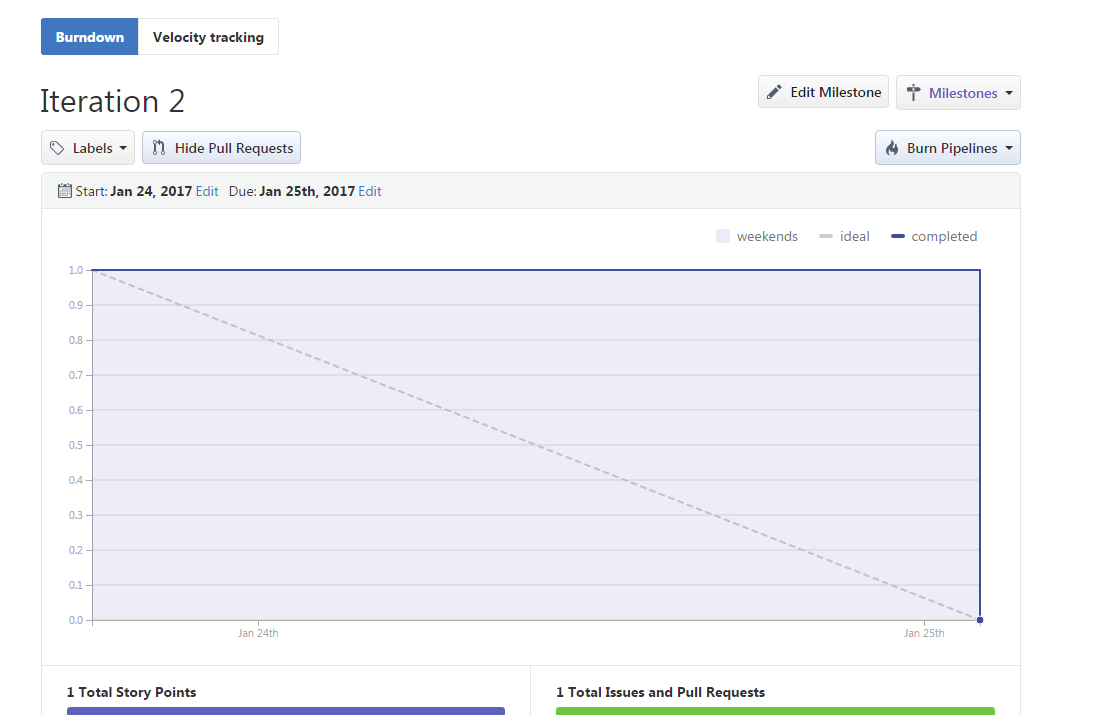 Burndown Velocity tracking
Iteration 2
Edit Milestone Milestones
Labels Hide Pull Requests Burn Pipelines
Start: Jan 24, 2017 Edit Due: Jan 25th, 2017 Edit
weekends ideal completed
1.0
0.9
0.8
0.7
0.6
0.5
0.4
0.3
0.2
0.1
0.0
Jan 24th Jan 25th
1 Total Story Points 1 Total Issues and Pull Requests